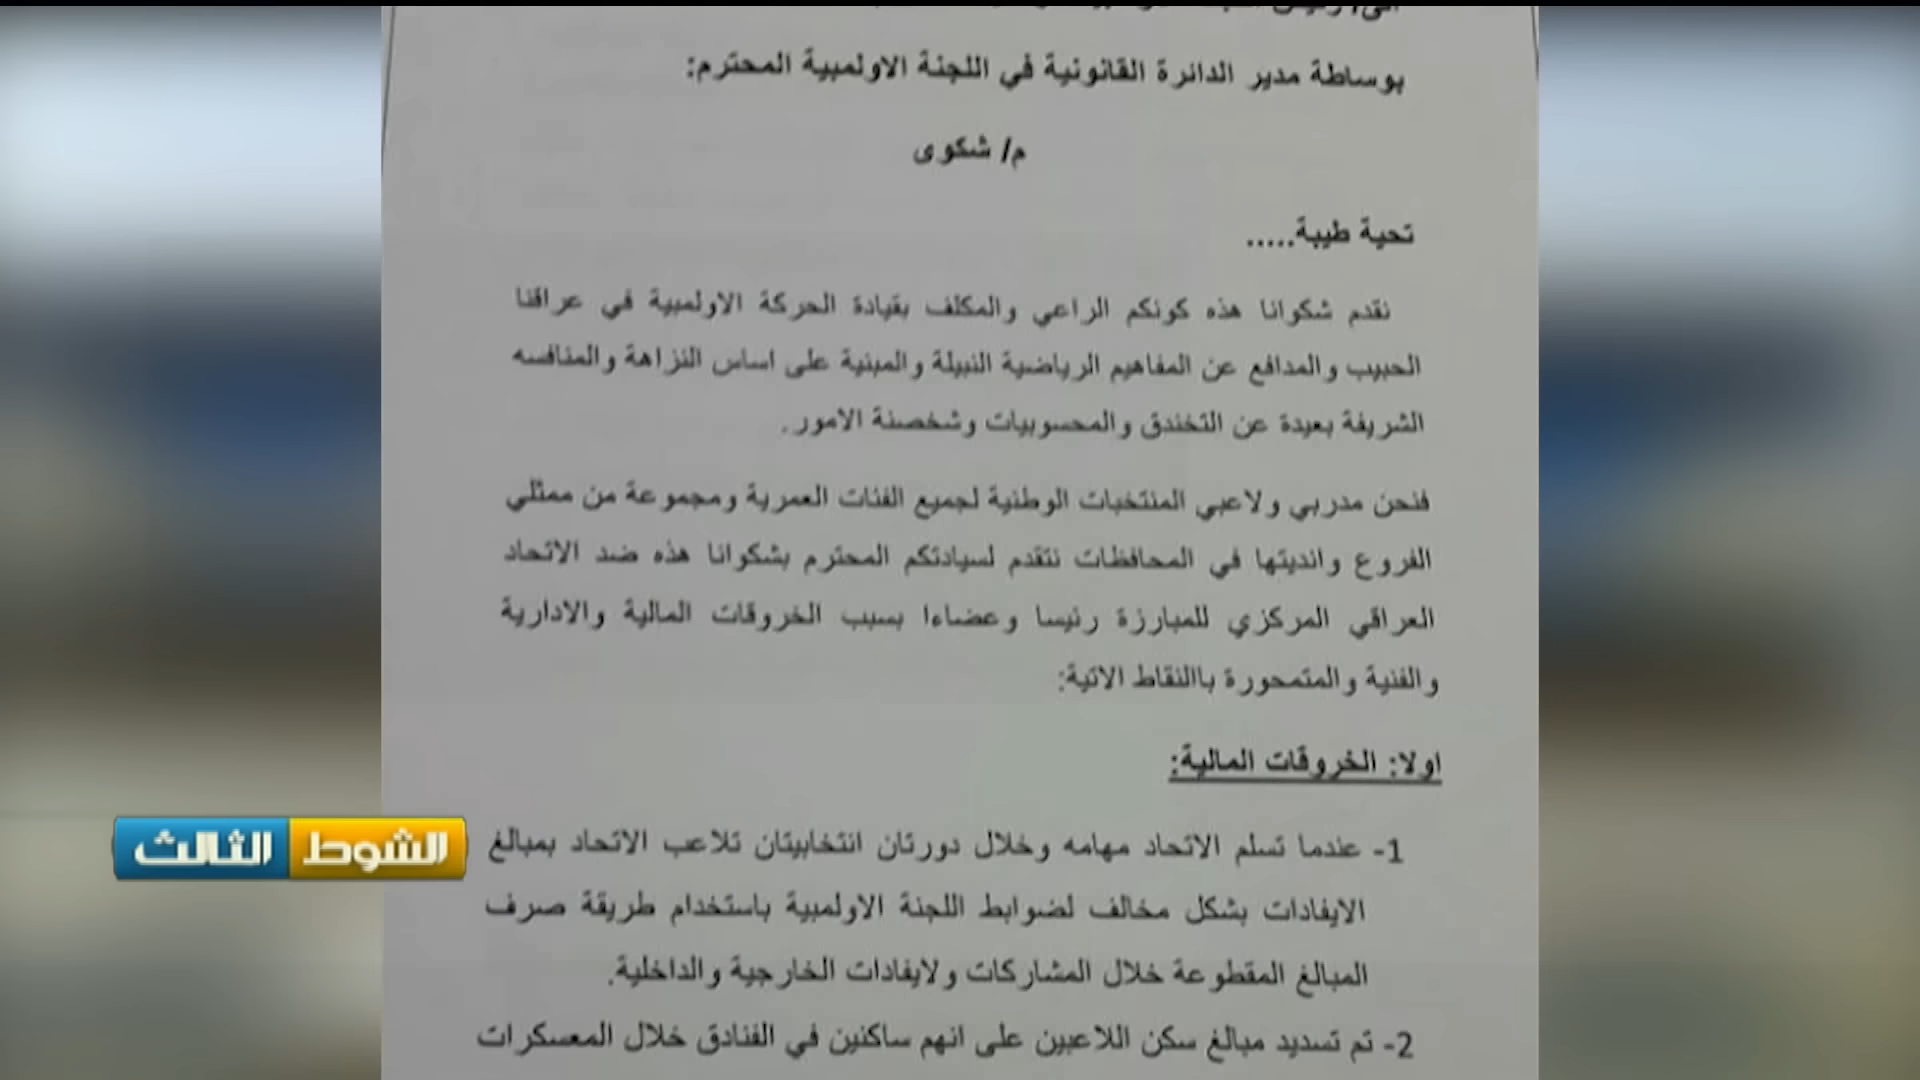 بوساطة مدير الدائرة القانونية في اللجنة الاولمبية المحترم:
م/ شكوى
تحية طيبة.....
نقدم شكوانا هذه كونكم الراعي والمكلف بقيادة الحركة الاولمبية في عراقنا
الحبيب والمدافع عن المفاهيم الرياضية النبيلة والمبنية على اساس النزاهة والمنافسه
الشريفة بعيدة عن التخندق والمحسوبيات وشخصنة الامور.
فنحن مدربي ولاعبي المنتخبات الوطنية لجميع الفئات العمرية ومجموعة من ممثلي
الفروع وانديتها في المحافظات نتقدم لسيادتكم المحترم بشكوانا هذه ضد الاتحاد
العراقي المركزي للمبارزة رئيسا وعضاءا بسبب الخروقات المالية والادارية
والفنية والمتمحورة باالنقاط الاتية:
اولا: الخروقات المالية:
1- عندما تسلم الاتحاد مهامه وخلال دورتان انتخابيتان تلاعب الاتحاد بمبالغ
الايفادات بشكل مخالف لضوابط اللجنة الاولمبية باستخدام طريقة صرف
المبالغ المقطوعة خلال المشاركات ولايفادات الخارجية والداخلية.
2- تم تسديد مبالغ سكن اللاعبين على انهم ساكنين في الفنادق خلال المعسكرات
الشوط الثالث